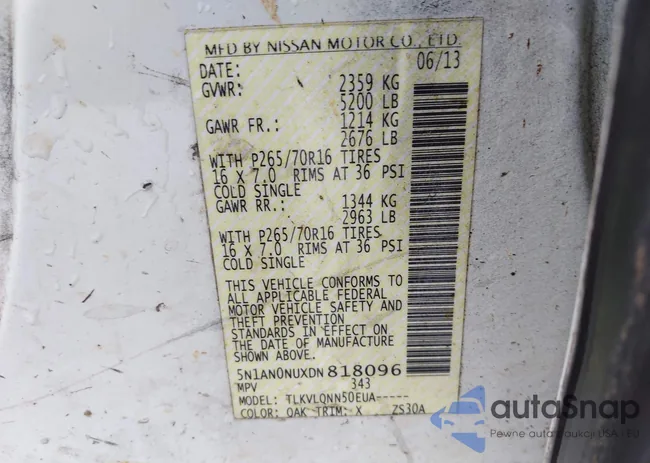 MFD BY NISSAN MOTOR CO., LTD.
DATE: 06/13
GVWR: 2359 KG
5200 LB
GAWR FR.: 1214 KG
2676 LB
WITH P265/70R16 TIRES
16 X 7.0 RIMS AT 36 PSI
COLD SINGLE
GAWR RR.: 1344 KG
2963 LB
WITH P265/70R16 TIRES
16 X 7.0 RIMS AT 36 PSI
COLD SINGLE
THIS VEHICLE CONFORMS TO
ALL APPLICABLE FEDERAL
MOTOR VEHICLE SAFETY AND
THEFT PREVENTION
STANDARDS IN EFFECT ON
THE DATE OF MANUFACTURE
SHOWN ABOVE.
5N1AN0NUXDN818096
MPV 343
MODEL: TLKVLQNN50EUA-----
COLOR: QAK TRIM: X ZS30A
autoSnap
Pewne auta z aukcji USA - EU